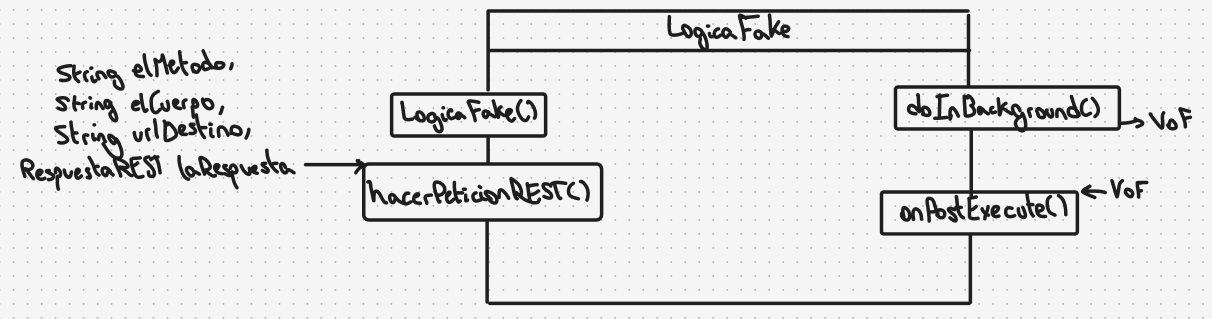 LogicaFake
String elMetodo,
String elCuerpo,
String urlDestino,
RespuestaREST laRespuesta
LogicaFake()
hacerPeticionREST()
doInBackground()
VoF
onPostExecute()
VoF